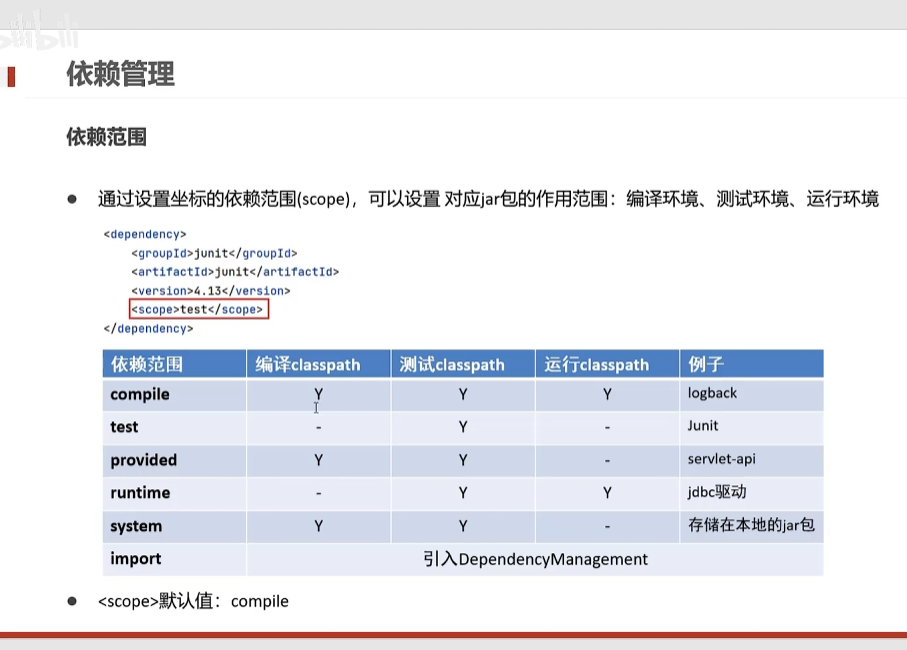 bilibili
依赖管理
依赖范围
● 通过设置坐标的依赖范围(scope)，可以设置 对应jar包的作用范围：编译环境、测试环境、运行环境
<dependency>
<groupId>junit</groupId>
<artifactId>junit</artifactId>
<version>4.13</version>
<scope>test</scope>
</dependency>
依赖范围 编译classpath 测试classpath 运行classpath 例子
compile Y Y Y logback
test - Y - Junit
provided Y Y - servlet-api
runtime - Y Y jdbc驱动
system Y Y - 存储在本地的jar包
import 引入DependencyManagement
● <scope>默认值：compile